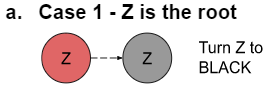 a. Case 1 - Z is the root
Z
Z
Turn Z to
BLACK